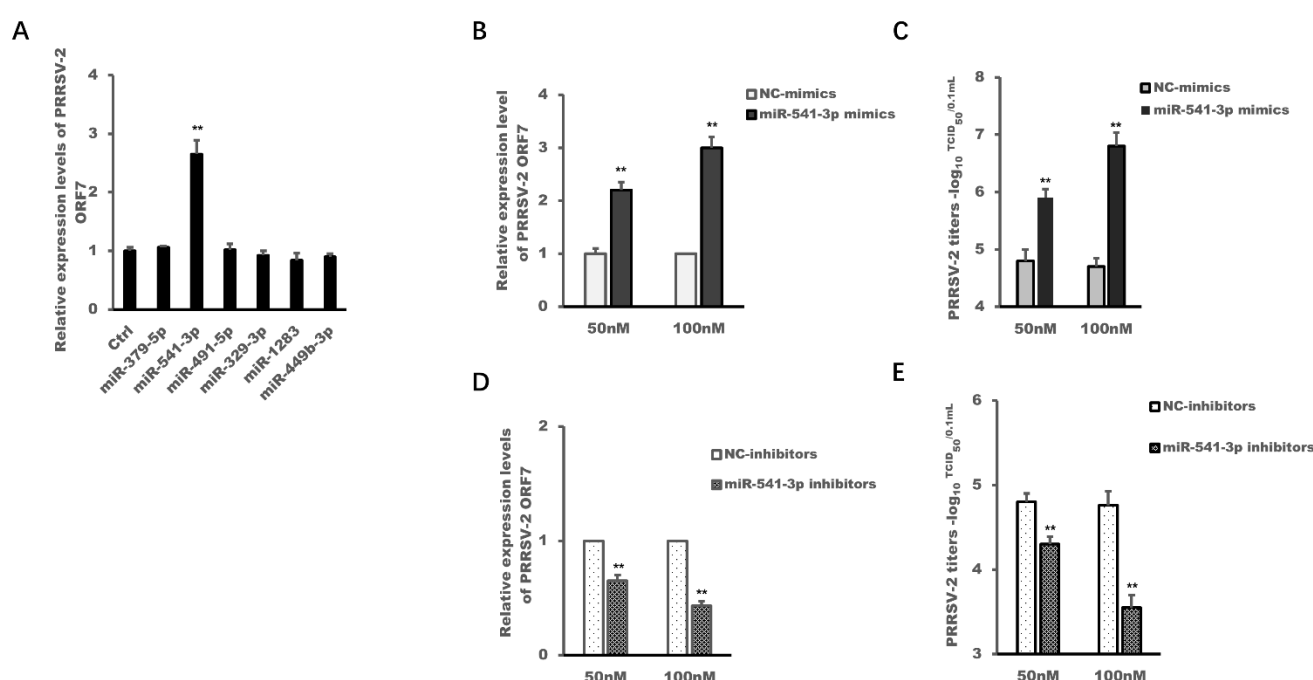 A
Relative expression levels of PRRSV-2
ORF7
4
3
2
1
0
**
Ctrl
miR-379-5p
miR-541-3p
miR-491-5p
miR-329-3p
miR-1283
miR-449b-3p
B
Relative expression level
of PRRSV-2 ORF7
4
3
2
1
0
**
**
50nM
100nM
NC-mimics
miR-541-3p mimics
C
PRRSV-2 titers -log10 TCID50/0.1mL
8
7
6
5
4
**
**
50nM
100nM
NC-mimics
miR-541-3p mimics
D
Relative expression levels
of PRRSV-2 ORF7
2
1
0
**
**
50nM
100nM
NC-inhibitors
miR-541-3p inhibitors
E
PRRSV-2 titers -log10 TCID50/0.1mL
6
5
4
3
**
**
50nM
100nM
NC-inhibitors
miR-541-3p inhibitors